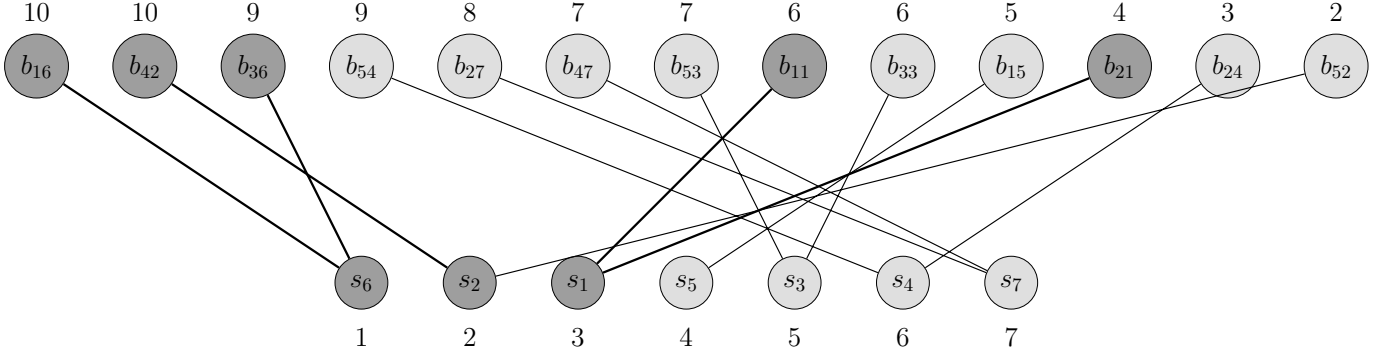 10 10 9 9 8 7 7 6 6 5 4 3 2
b₁₆ b₄₂ b₃₆ b₅₄ b₂₇ b₄₇ b₅₃ b₁₁ b₃₃ b₁₅ b₂₁ b₂₄ b₅₂
s₆ s₂ s₁ s₅ s₃ s₄ s₇
1 2 3 4 5 6 7